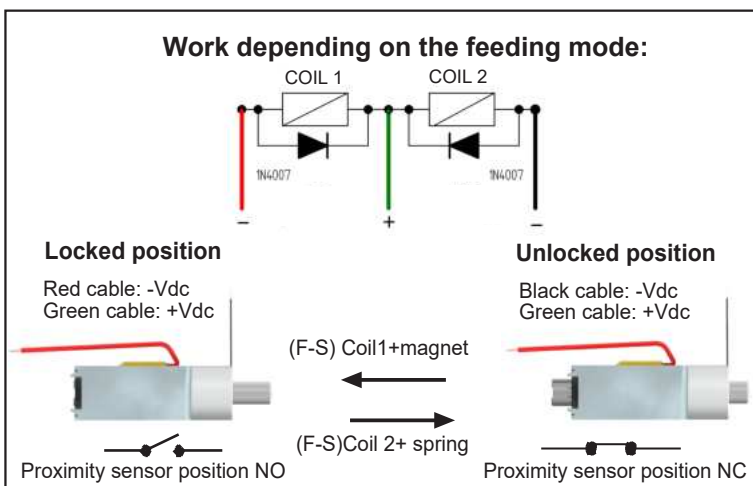 Work depending on the feeding mode:
COIL 1 COIL 2
1N4007 1N4007
− + −
Locked position
Red cable: -Vdc
Green cable: +Vdc
Unlocked position
Black cable: -Vdc
Green cable: +Vdc
(F-S) Coil1+magnet
(F-S)Coil 2+ spring
Proximity sensor position NO
Proximity sensor position NC